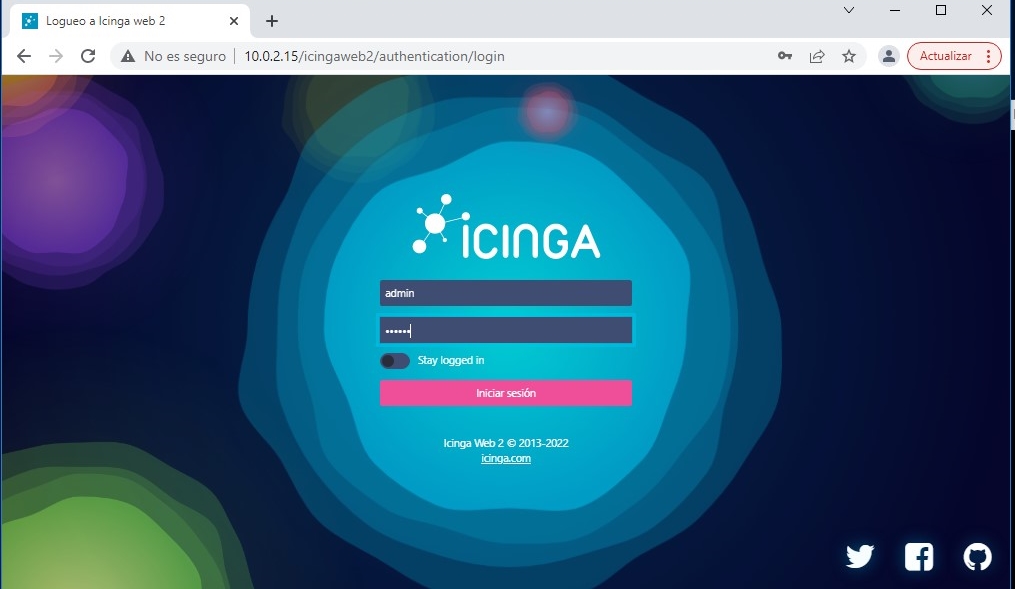 Logueo a Icinga web 2
No es seguro 10.0.2.15/icingaweb2/authentication/login
Actualizar
ICINGA
admin
••••••
Stay logged in
Iniciar sesión
Icinga Web 2 © 2013-2022
icinga.com